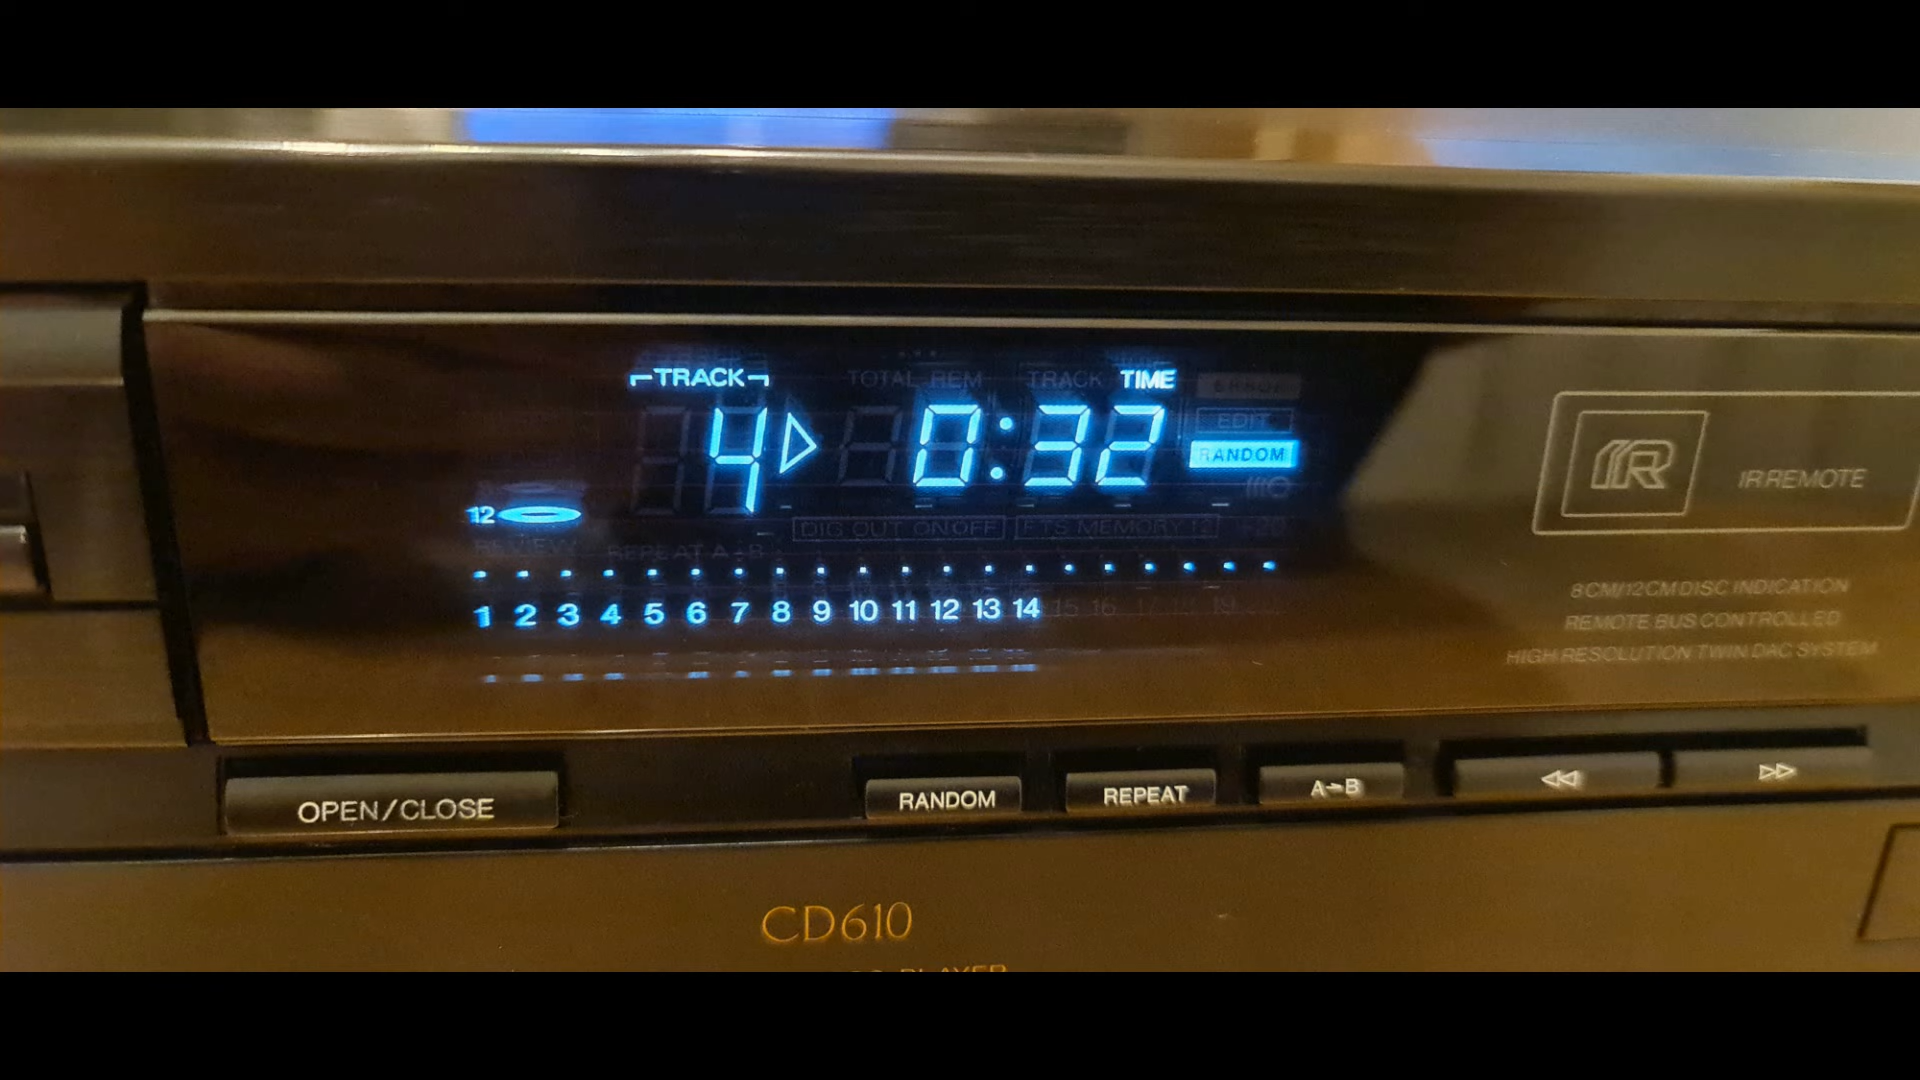 TRACK TOTAL REM TRACK TIME ERROR
4 0:32 EDIT
RANDOM
12
DIG OUT ON OFF FTS MEMORY 12 +20
REVIEW REPEAT A-B
1 2 3 4 5 6 7 8 9 10 11 12 13 14 15 16 17 19
IR
IR REMOTE
8CM/12CM DISC INDICATION
REMOTE BUS CONTROLLED
HIGH RESOLUTION TWIN DAC SYSTEM
OPEN/CLOSE RANDOM REPEAT A-B
CD610
PLAYER